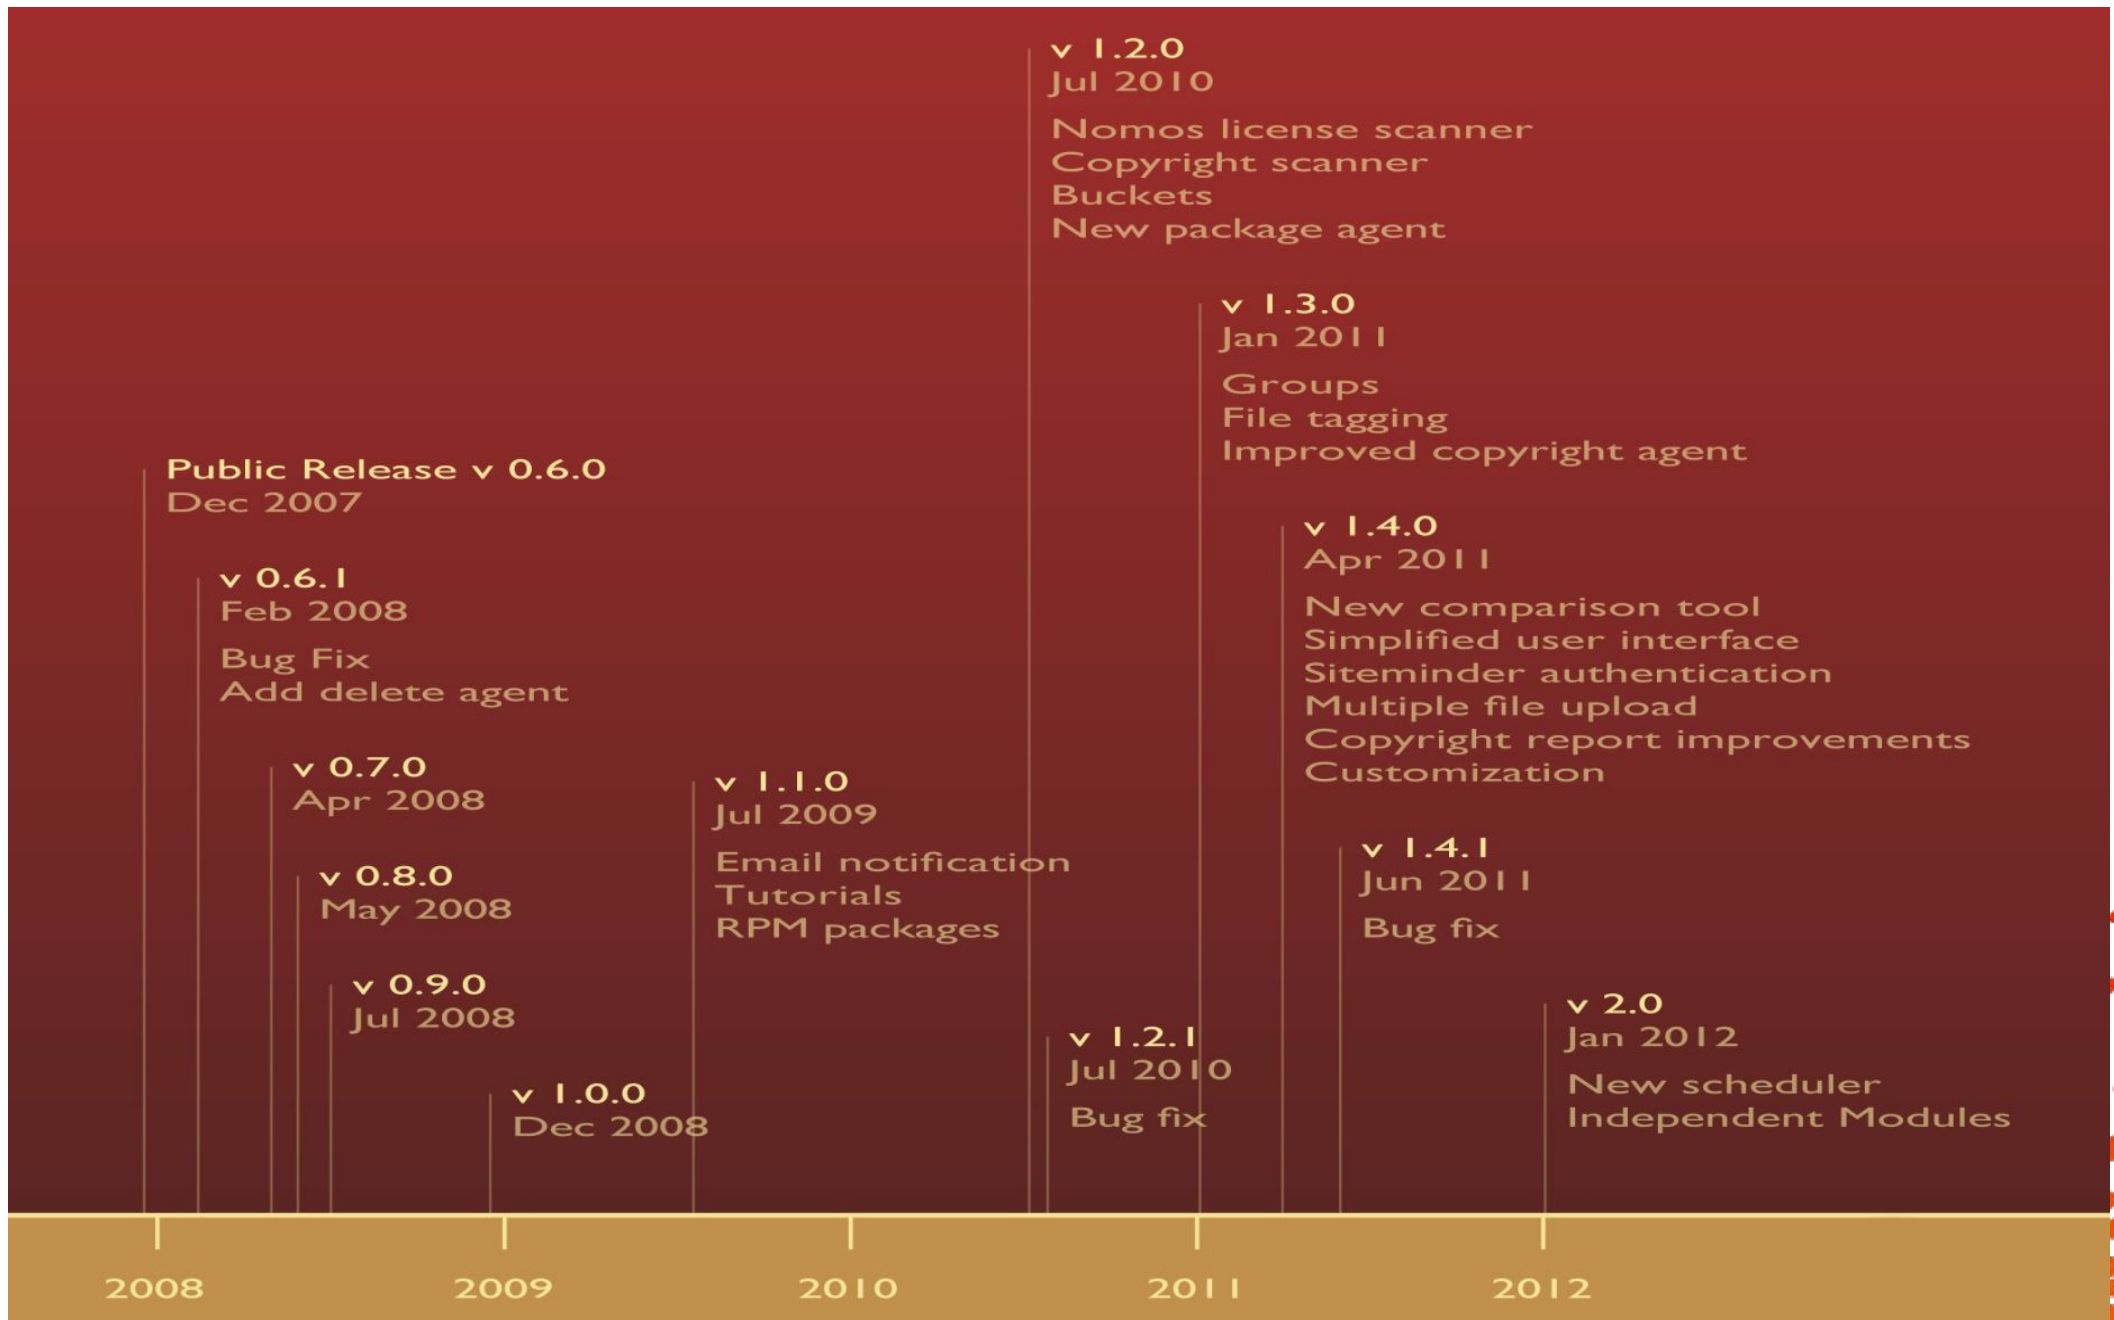 Public Release v 0.6.0
Dec 2007
v 0.6.1
Feb 2008
Bug Fix
Add delete agent
v 0.7.0
Apr 2008
v 0.8.0
May 2008
v 0.9.0
Jul 2008
v 1.0.0
Dec 2008
v 1.1.0
Jul 2009
Email notification
Tutorials
RPM packages
v 1.2.0
Jul 2010
Nomos license scanner
Copyright scanner
Buckets
New package agent
v 1.2.1
Jul 2010
Bug fix
v 1.3.0
Jan 2011
Groups
File tagging
Improved copyright agent
v 1.4.0
Apr 2011
New comparison tool
Simplified user interface
Siteminder authentication
Multiple file upload
Copyright report improvements
Customization
v 1.4.1
Jun 2011
Bug fix
v 2.0
Jan 2012
New scheduler
Independent Modules
2008
2009
2010
2011
2012